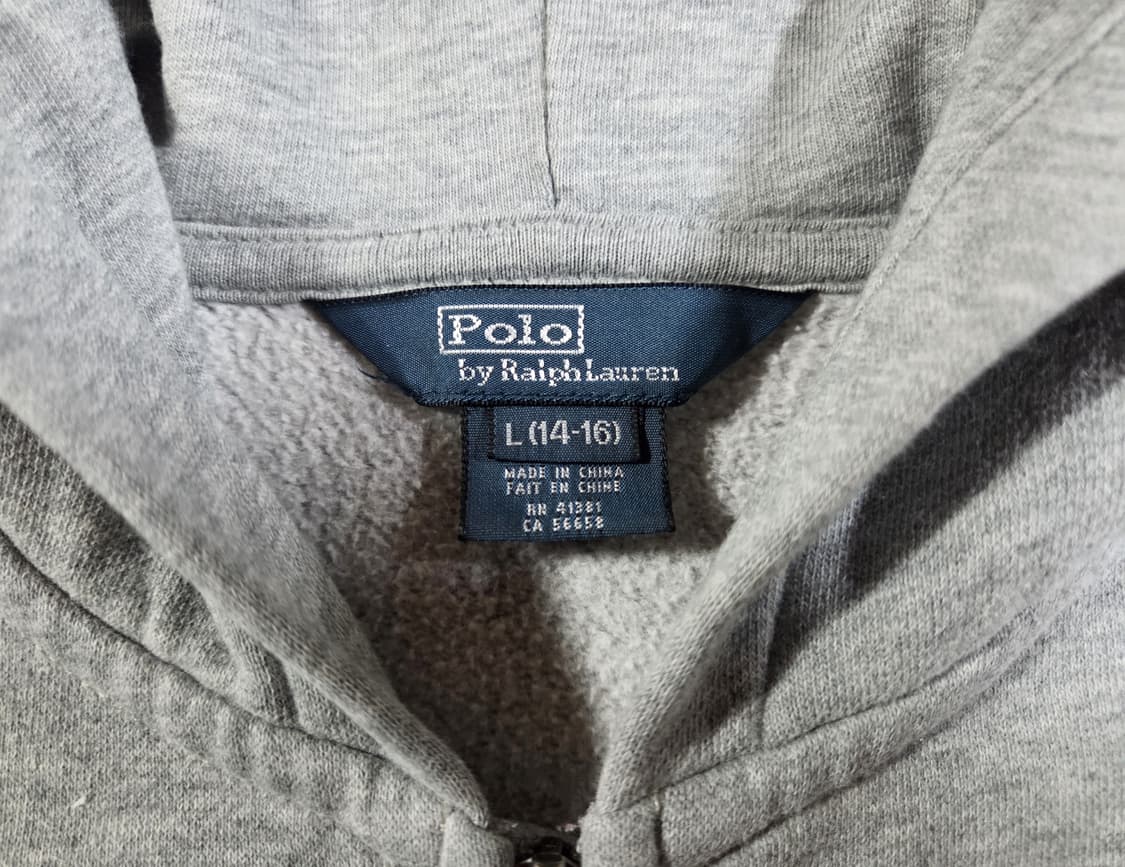 Polo
by Ralph Lauren
L (14-16)
MADE IN CHINA
FAIT EN CHINE
RN 41381
CA 56658